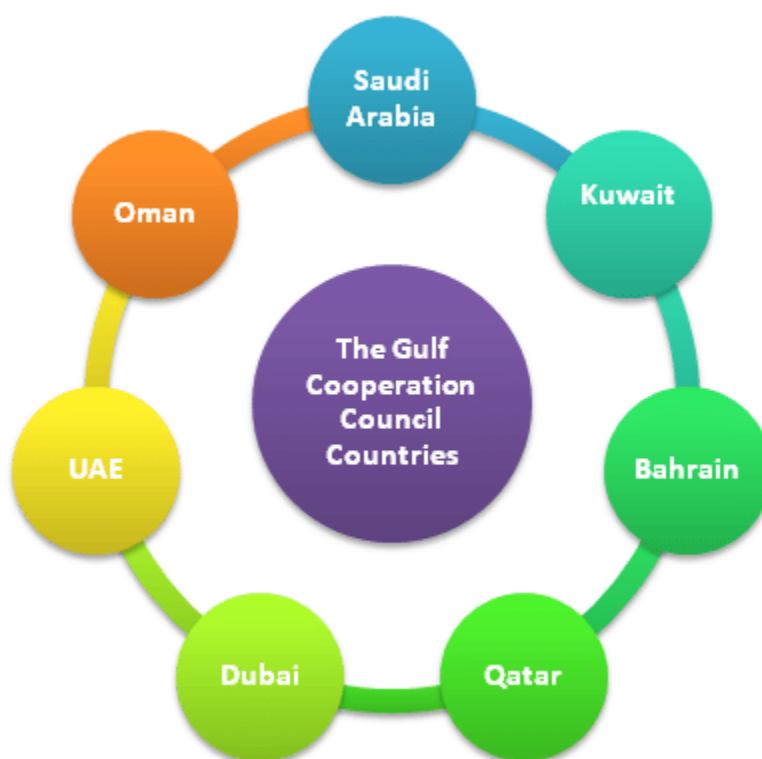 Saudi
Arabia
Kuwait
Bahrain
Qatar
Dubai
UAE
Oman
The Gulf
Cooperation
Council
Countries